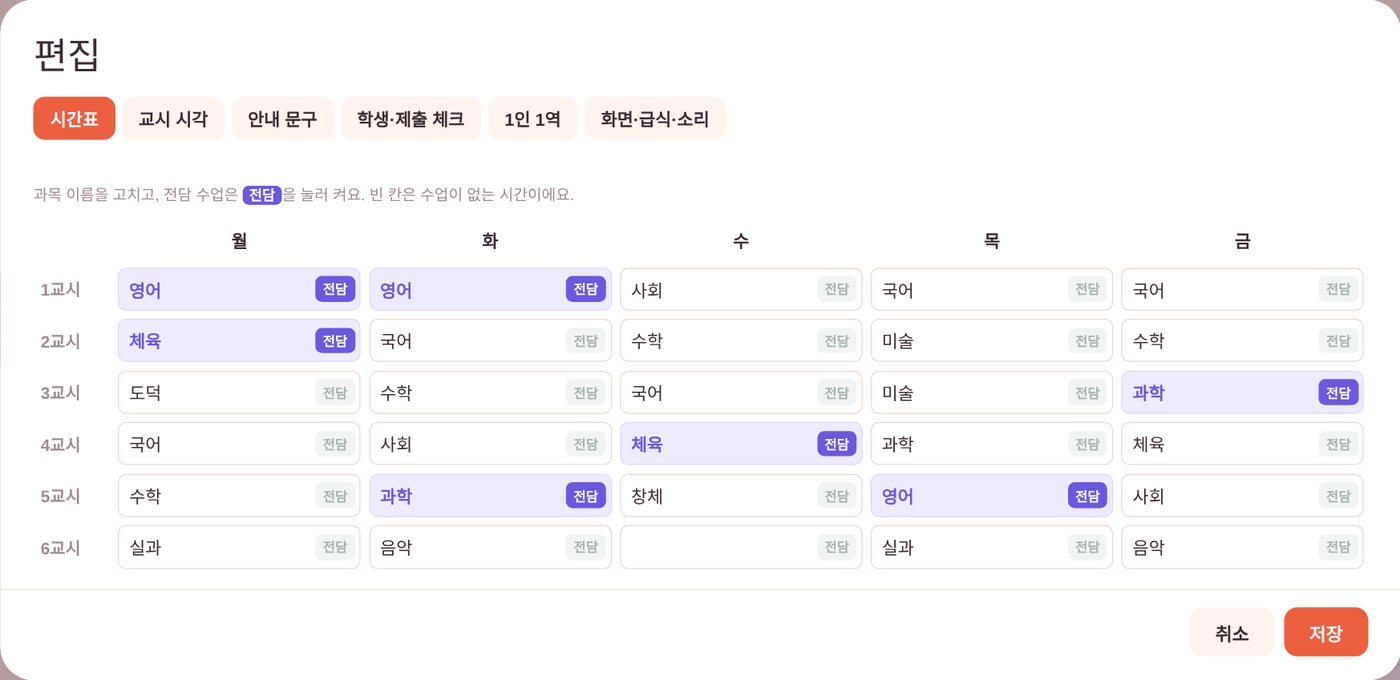 편집
시간표 교시 시각 안내 문구 학생·제출 체크 1인 1역 화면·급식·소리
과목 이름을 고치고, 전담 수업은 전담을 눌러 켜요. 빈 칸은 수업이 없는 시간이에요.
월 화 수 목 금
1교시 영어 전담 영어 전담 사회 전담 국어 전담 국어 전담
2교시 체육 전담 국어 전담 수학 전담 미술 전담 수학 전담
3교시 도덕 전담 수학 전담 국어 전담 미술 전담 과학 전담
4교시 국어 전담 사회 전담 체육 전담 과학 전담 체육 전담
5교시 수학 전담 과학 전담 창체 전담 영어 전담 사회 전담
6교시 실과 전담 음악 전담 전담 실과 전담 음악 전담
취소 저장